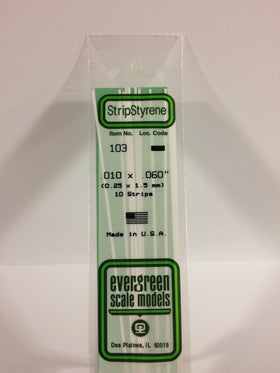 StripStyrene
Item No. Loc. Code
103
.010 x .060"
(0.25 x 1.5 mm)
10 Strips
Made in U.S.A.
evergreen
scale models
Des Plaines, IL 60018